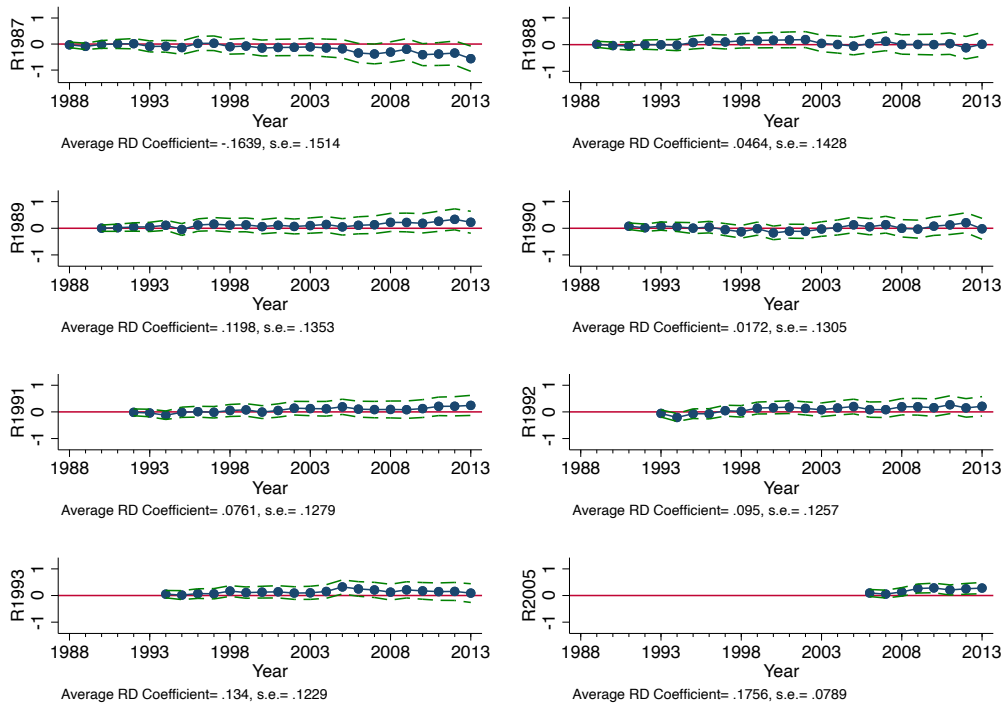 R1987
1
0
-1
1988 1993 1998 2003 2008 2013
Year
Average RD Coefficient= -.1639, s.e.= .1514
R1988
1
0
-1
1988 1993 1998 2003 2008 2013
Year
Average RD Coefficient= .0464, s.e.= .1428
R1989
1
0
-1
1988 1993 1998 2003 2008 2013
Year
Average RD Coefficient= .1198, s.e.= .1353
R1990
1
0
-1
1988 1993 1998 2003 2008 2013
Year
Average RD Coefficient= .0172, s.e.= .1305
R1991
1
0
-1
1988 1993 1998 2003 2008 2013
Year
Average RD Coefficient= .0761, s.e.= .1279
R1992
1
0
-1
1988 1993 1998 2003 2008 2013
Year
Average RD Coefficient= .095, s.e.= .1257
R1993
1
0
-1
1988 1993 1998 2003 2008 2013
Year
Average RD Coefficient= .134, s.e.= .1229
R2005
1
0
-1
1988 1993 1998 2003 2008 2013
Year
Average RD Coefficient= .1756, s.e.= .0789